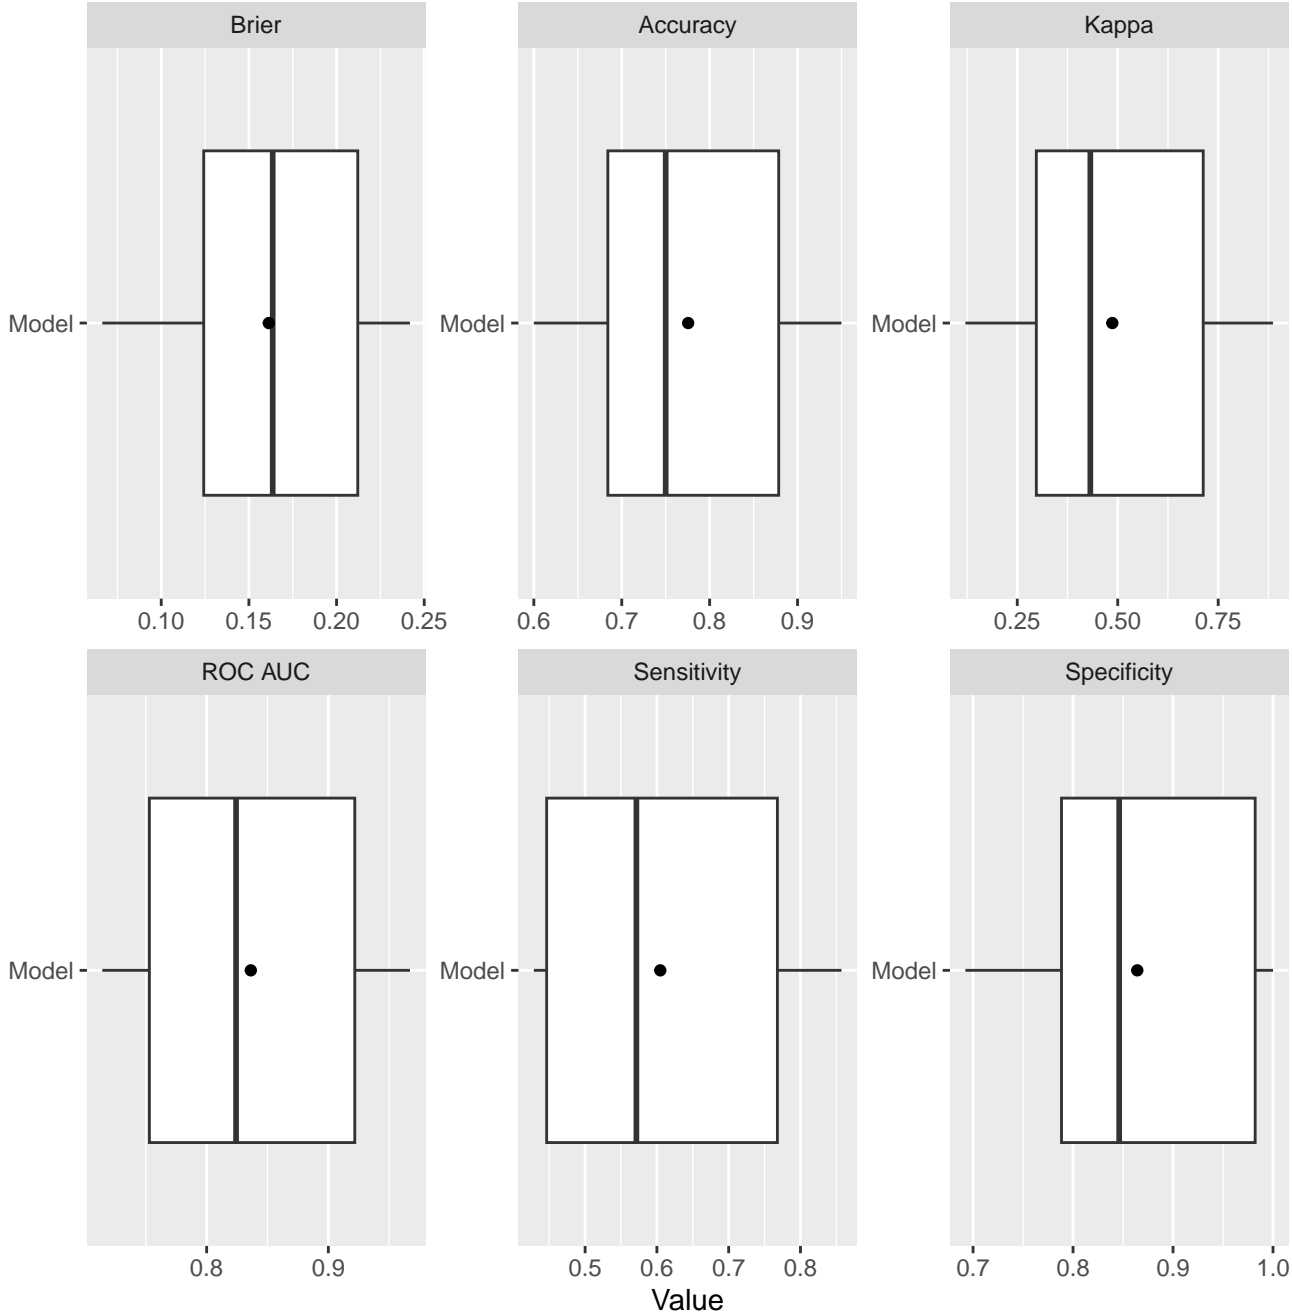 Brier Accuracy Kappa
Model Model Model
0.10 0.15 0.20 0.25 0.6 0.7 0.8 0.9 0.25 0.50 0.75
ROC AUC Sensitivity Specificity
Model Model Model
0.8 0.9 0.5 0.6 0.7 0.8 0.7 0.8 0.9 1.0
Value